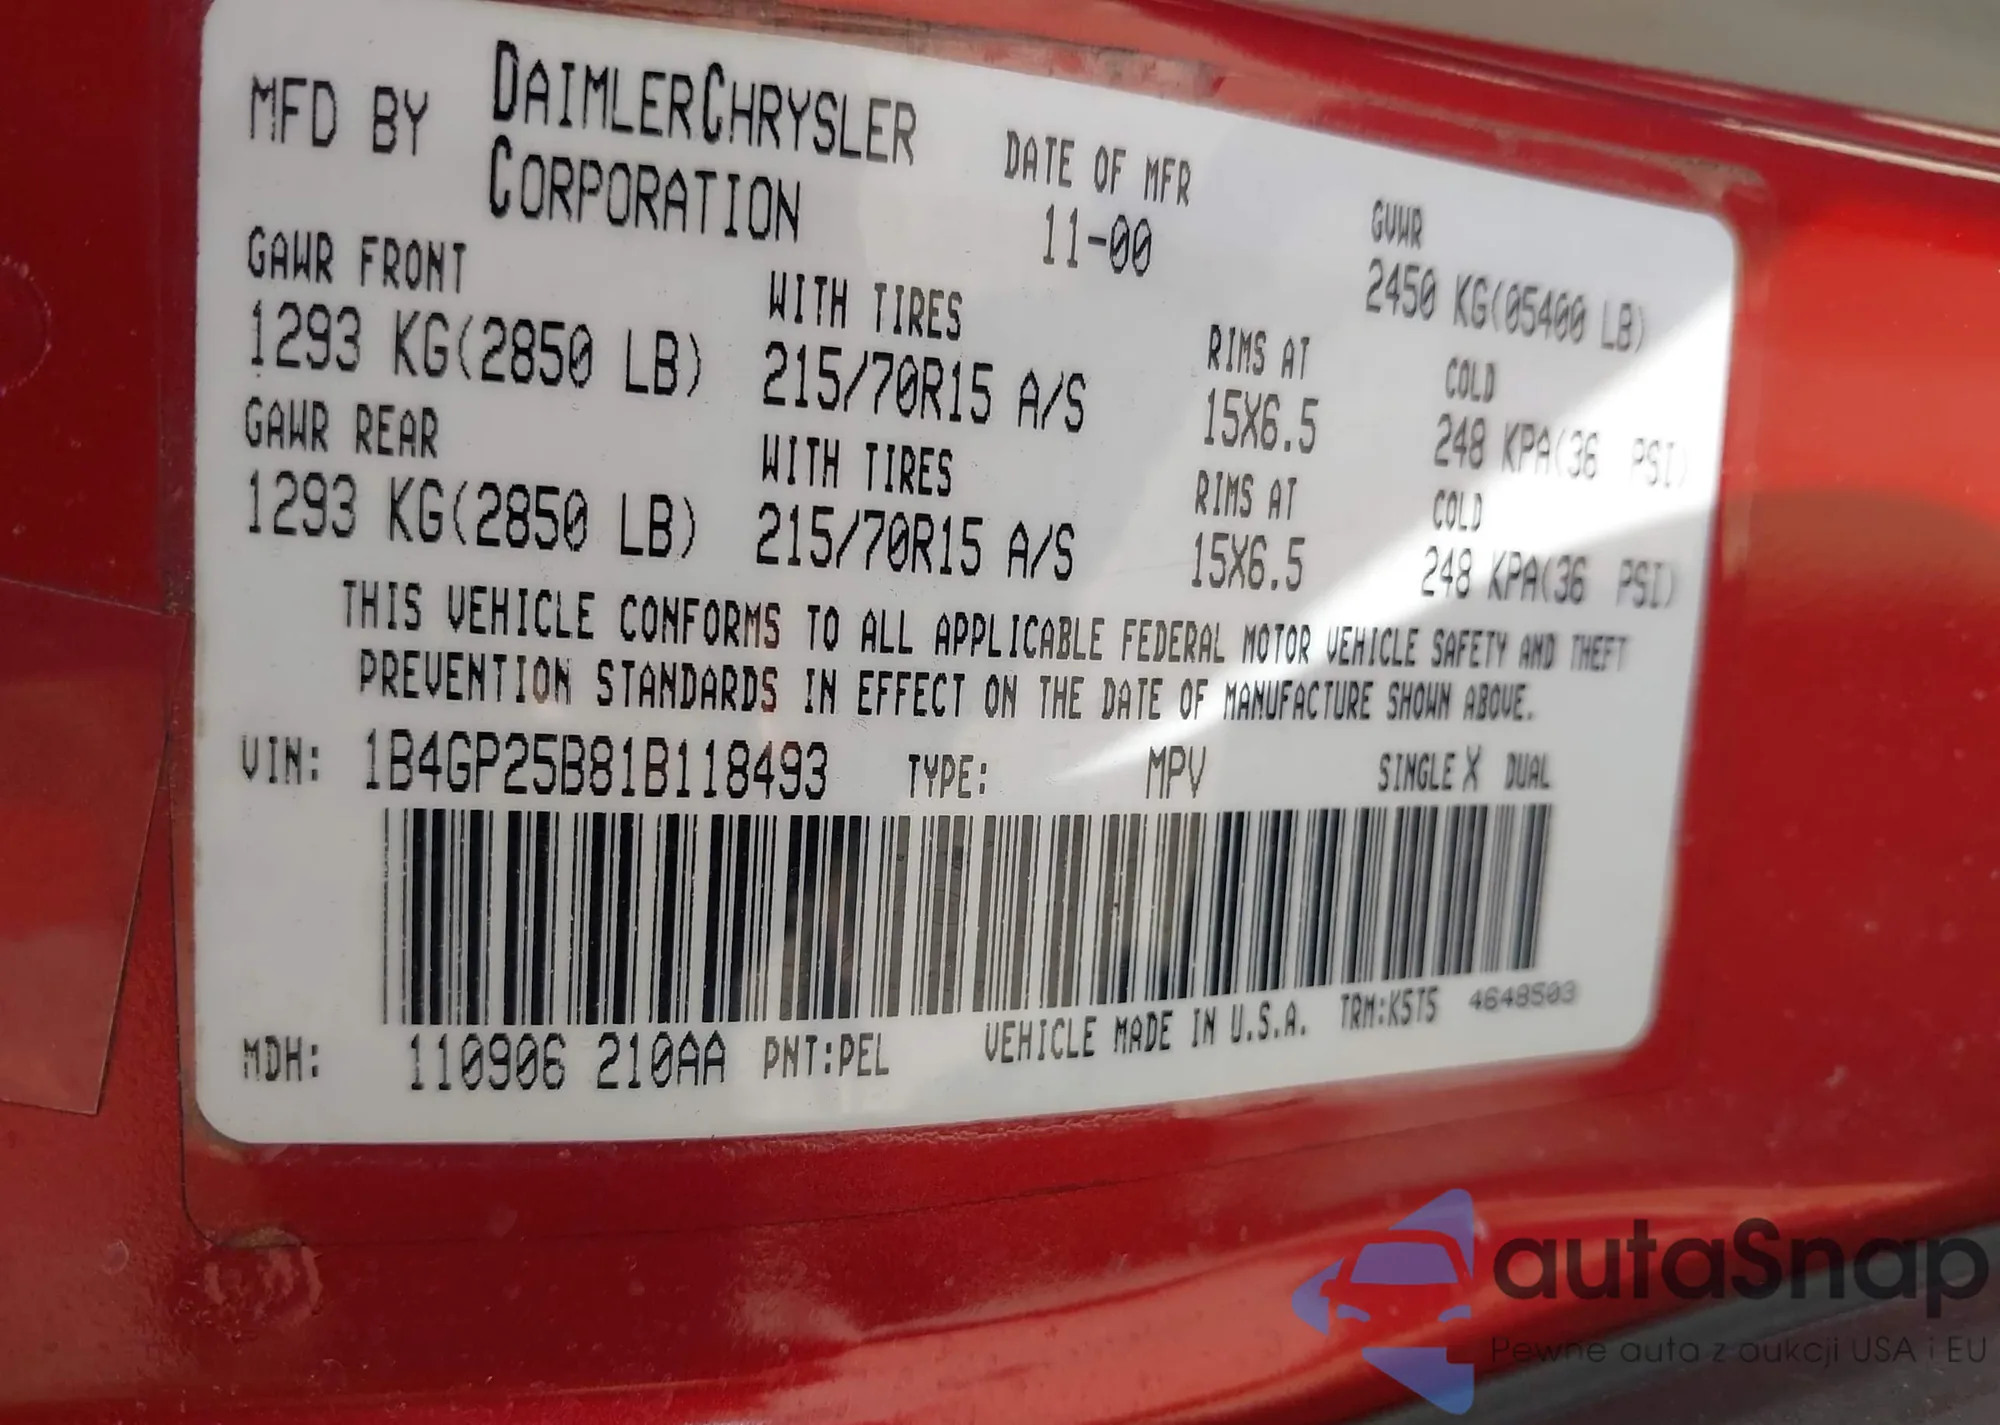 MFD BY DAIMLERCHRYSLER CORPORATION
DATE OF MFR 11-00
GVWR 2450 KG(05400 LB)
GAWR FRONT WITH TIRES RIMS AT COLD
1293 KG(2850 LB) 215/70R15 A/S 15X6.5 248 KPA(36 PSI)
GAWR REAR WITH TIRES RIMS AT COLD
1293 KG(2850 LB) 215/70R15 A/S 15X6.5 248 KPA(36 PSI)
THIS VEHICLE CONFORMS TO ALL APPLICABLE FEDERAL MOTOR VEHICLE SAFETY AND THEFT
PREVENTION STANDARDS IN EFFECT ON THE DATE OF MANUFACTURE SHOWN ABOVE.
VIN: 1B4GP25B81B118493 TYPE: MPV SINGLE X DUAL
MDH: 110906 210AA PNT:PEL VEHICLE MADE IN U.S.A. TRM:K5T5 4648503
autaSnap
Pewne auta z aukcji USA i EU